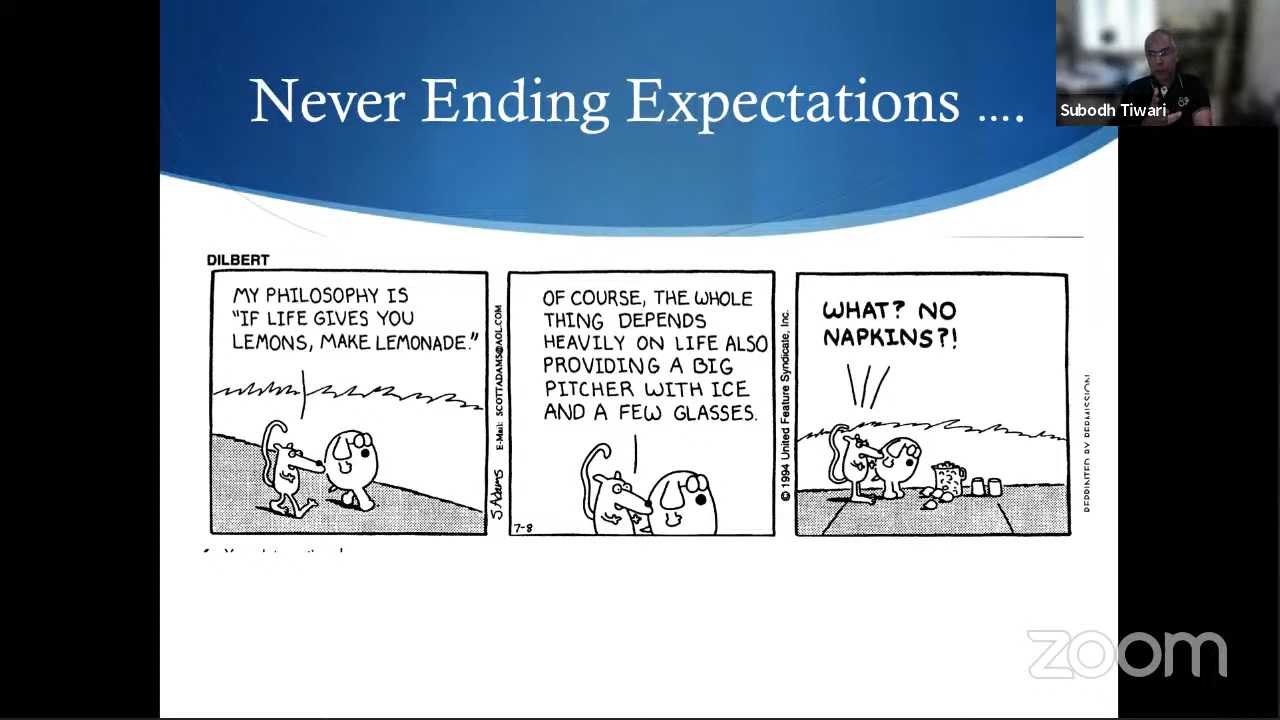 Never Ending Expectations ....
Subodh Tiwari
DILBERT
MY PHILOSOPHY IS
"IF LIFE GIVES YOU
LEMONS, MAKE LEMONADE."
S.Adams E-Mail: SCOTTADAMS@AOL.COM
OF COURSE, THE WHOLE
THING DEPENDS
HEAVILY ON LIFE ALSO
PROVIDING A BIG
PITCHER WITH ICE
AND A FEW GLASSES.
7-8
© 1994 United Feature Syndicate, Inc.
WHAT? NO
NAPKINS?!
REPRINTED BY PERMISSION
zoom